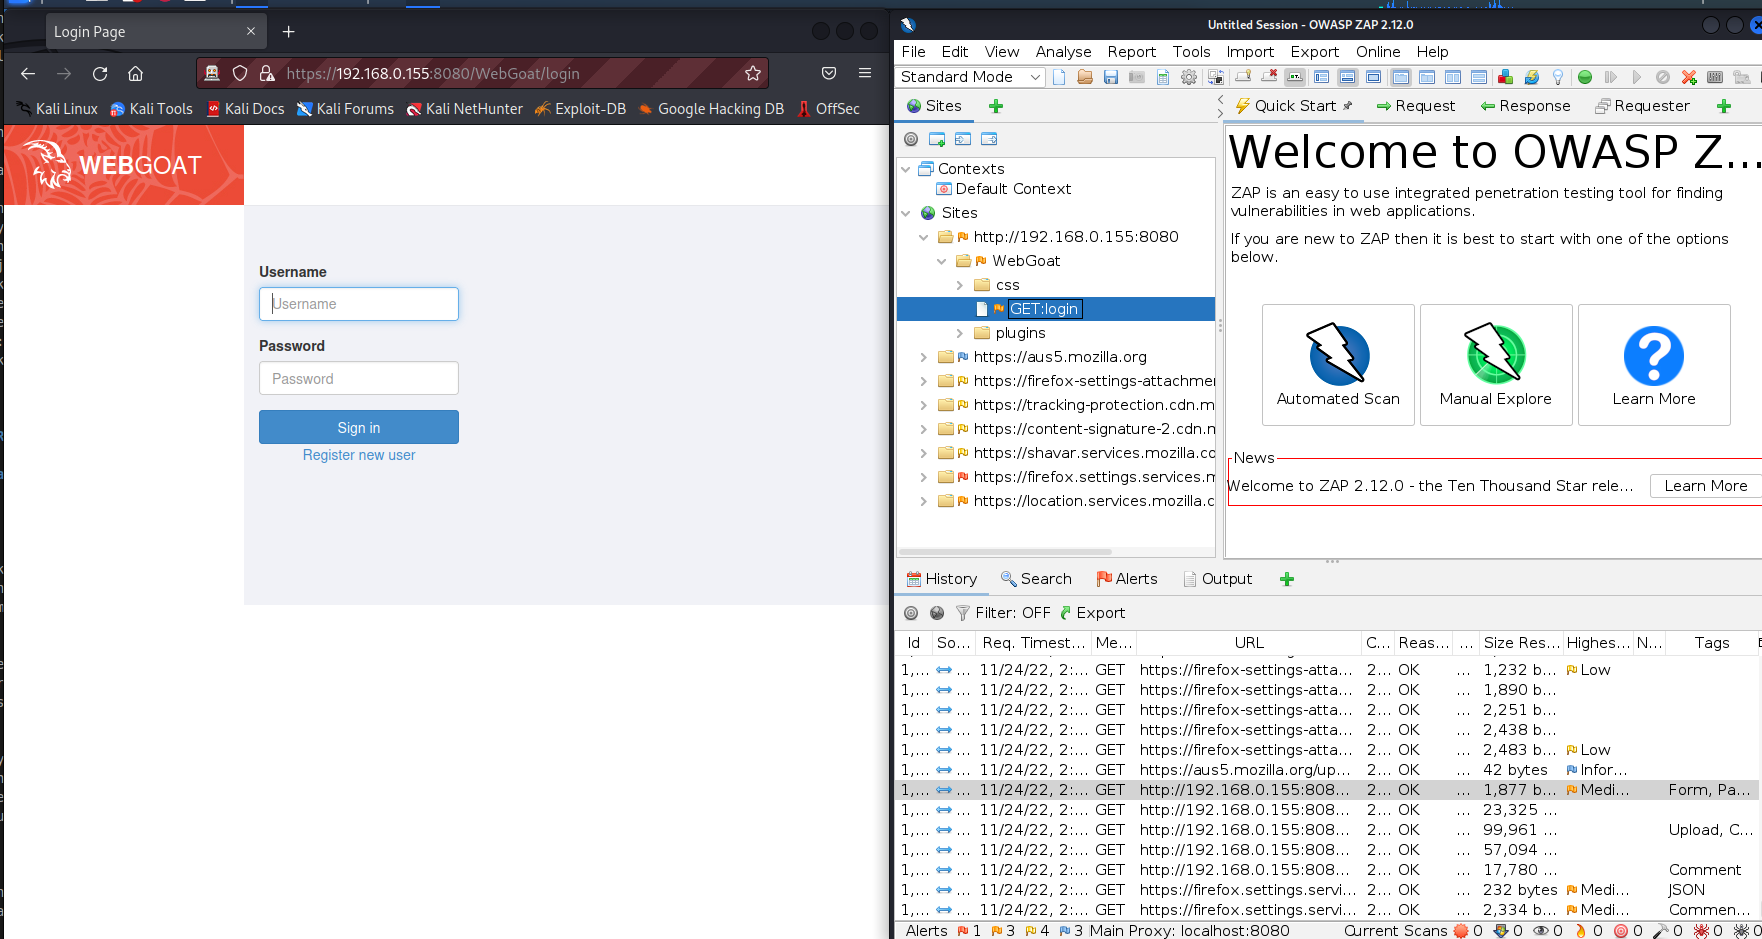 Login Page
https://192.168.0.155:8080/WebGoat/login
Kali Linux Kali Tools Kali Docs Kali Forums Kali NetHunter Exploit-DB Google Hacking DB OffSec
WEBGOAT
Username
Username
Password
Password
Sign in
Register new user
Untitled Session - OWASP ZAP 2.12.0
File Edit View Analyse Report Tools Import Export Online Help
Standard Mode
Sites
Quick Start Request Response Requester
Contexts
Default Context
Sites
http://192.168.0.155:8080
WebGoat
css
GET:login
plugins
https://aus5.mozilla.org
https://firefox-settings-attachme
https://tracking-protection.cdn.m
https://content-signature-2.cdn.
https://shavar.services.mozilla.co
https://firefox.settings.services.m
https://location.services.mozilla.c
Welcome to OWASP Z...
ZAP is an easy to use integrated penetration testing tool for finding
vulnerabilities in web applications.
If you are new to ZAP then it is best to start with one of the options
below.
Automated Scan Manual Explore Learn More
News
Welcome to ZAP 2.12.0 - the Ten Thousand Star rele... Learn More
History Search Alerts Output
Filter: OFF Export
Id So... Req. Timest... Me... URL C... Reas... ... Size Res... Highes... N... Tags
1,... ... 11/24/22, 2:... GET https://firefox-settings-atta... 2... OK ... 1,232 b... Low
1,... ... 11/24/22, 2:... GET https://firefox-settings-atta... 2... OK ... 1,890 b...
1,... ... 11/24/22, 2:... GET https://firefox-settings-atta... 2... OK ... 2,251 b...
1,... ... 11/24/22, 2:... GET https://firefox-settings-atta... 2... OK ... 2,438 b...
1,... ... 11/24/22, 2:... GET https://firefox-settings-atta... 2... OK ... 2,483 b... Low
1,... ... 11/24/22, 2:... GET https://aus5.mozilla.org/up... 2... OK ... 42 bytes Infor...
1,... ... 11/24/22, 2:... GET http://192.168.0.155:808... 2... OK ... 1,877 b... Medi... Form, Pa...
1,... ... 11/24/22, 2:... GET http://192.168.0.155:808... 2... OK ... 23,325 ...
1,... ... 11/24/22, 2:... GET http://192.168.0.155:808... 2... OK ... 99,961 ... Upload, C...
1,... ... 11/24/22, 2:... GET http://192.168.0.155:808... 2... OK ... 57,094 ...
1,... ... 11/24/22, 2:... GET http://192.168.0.155:808... 2... OK ... 17,780 ... Comment
1,... ... 11/24/22, 2:... GET https://firefox.settings.servi... 2... OK ... 232 bytes Medi... JSON
1,... ... 11/24/22, 2:... GET https://firefox.settings.servi... 2... OK ... 2,334 b... Medi... Commen...
Alerts 1 3 4 3 Main Proxy: localhost:8080 Current Scans 0 0 0 0 0 0 0 0